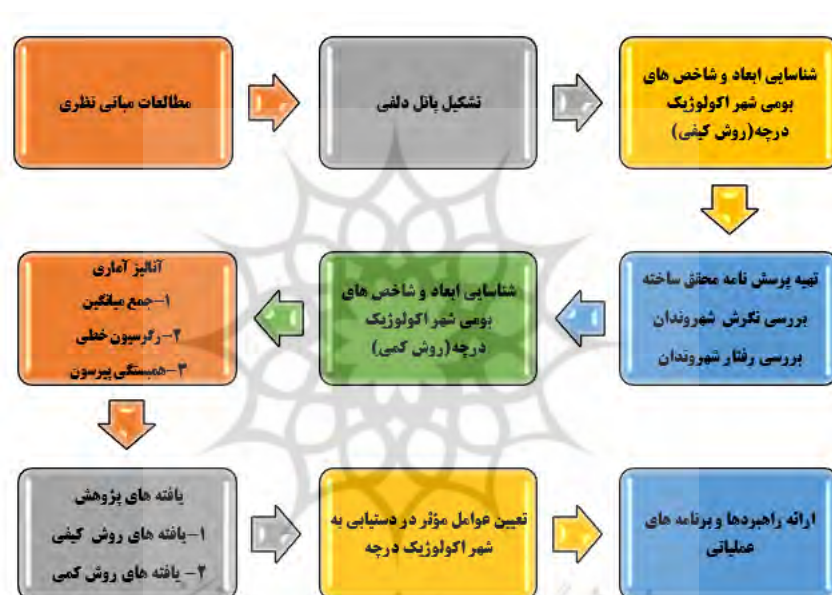 مطالعات مبانی نظری
تشکیل پانل دلفی
شناسایی ابعاد و شاخص های
بومی شهر اکولوژیک
درچه(روش کیفی)
تهیه پرسش نامه محقق ساخته
بررسی نگرش شهروندان
بررسی رفتار شهروندان
شناسایی ابعاد و شاخص های
بومی شهر اکولوژیک
درچه(روش کمی)
آنالیز آماری
۱-جمع میانگین
۲-رگرسیون خطی
۳-همبستگی پیرسون
یافته های پژوهش
۱-یافته های روش کیفی
۲- یافته های روش کمی
تعیین عوامل مؤثر در دستیابی به
شهر اکولوژیک درچه
ارائه راهبردها و برنامه های
عملیاتی